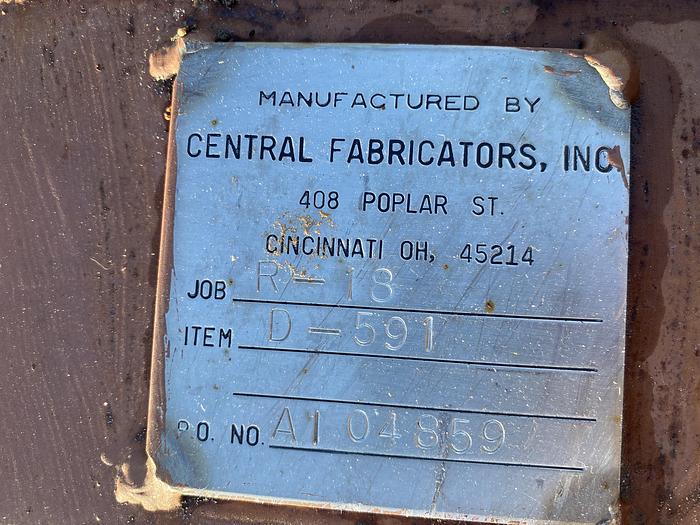 MANUFACTURED BY
CENTRAL FABRICATORS, INC
408 POPLAR ST.
CINCINNATI OH, 45214
JOB R-18
ITEM D-591
P.O. NO. A104859